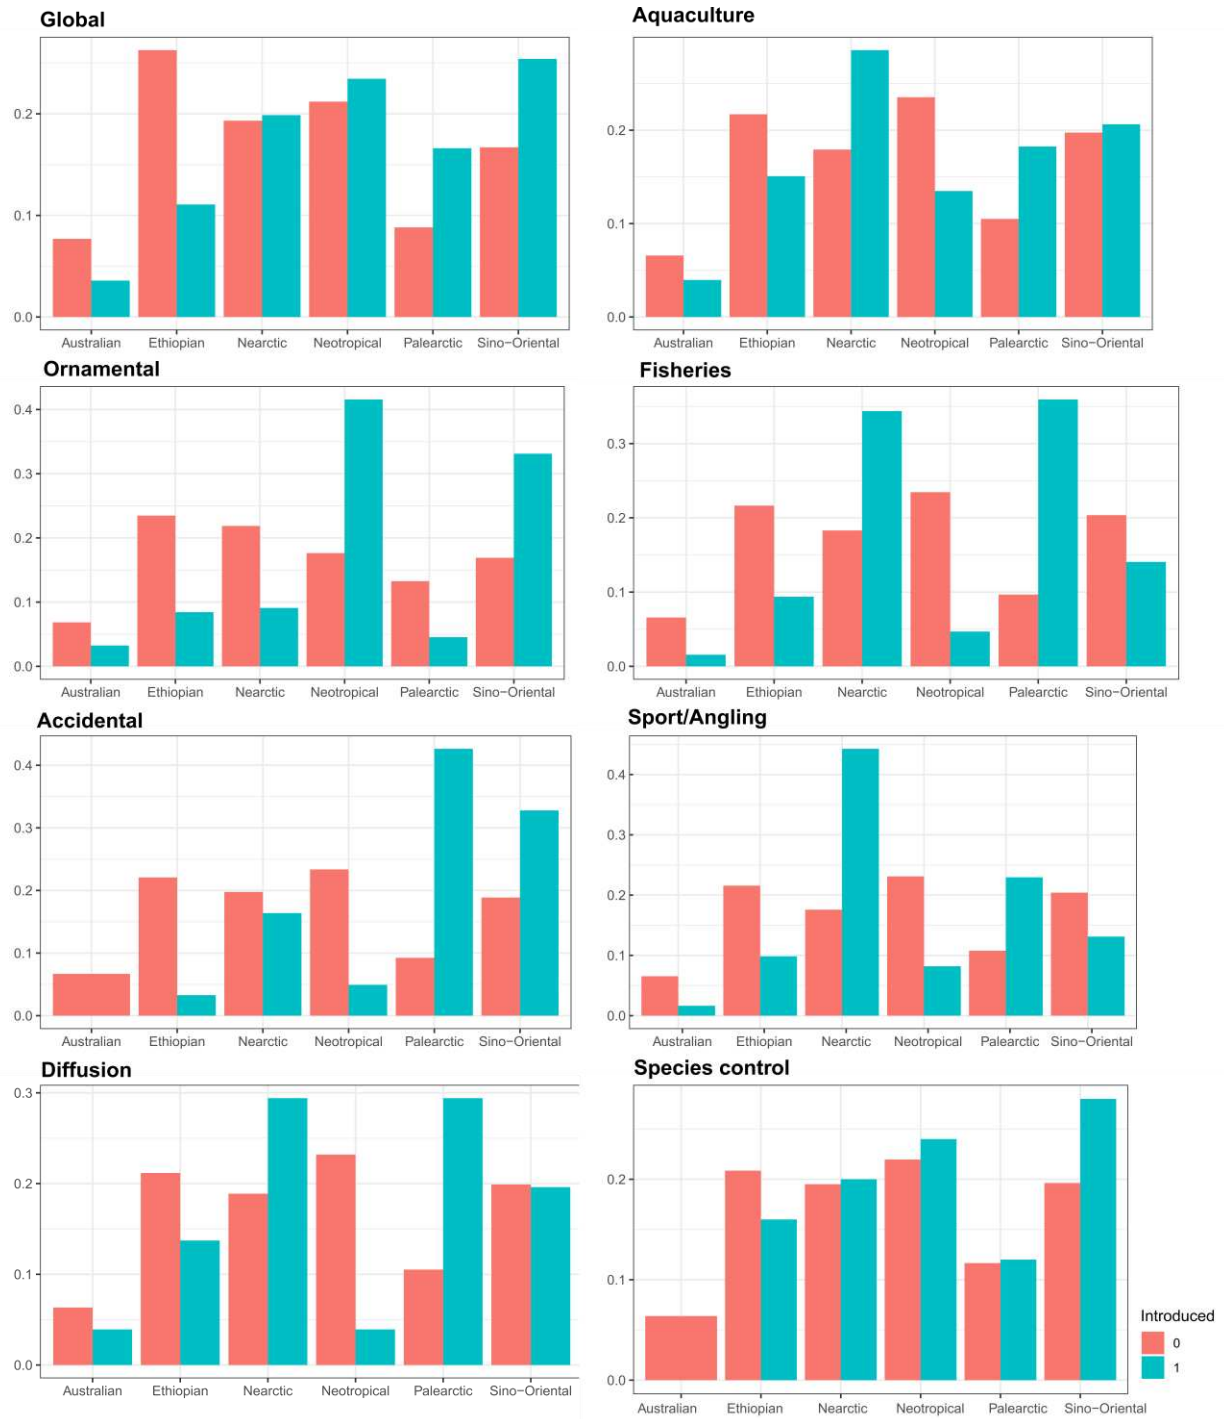 Global
0.2
0.1
0.0
Australian Ethiopian Nearctic Neotropical Palearctic Sino−Oriental
Aquaculture
0.2
0.1
0.0
Australian Ethiopian Nearctic Neotropical Palearctic Sino−Oriental
Ornamental
0.4
0.3
0.2
0.1
0.0
Australian Ethiopian Nearctic Neotropical Palearctic Sino−Oriental
Fisheries
0.3
0.2
0.1
0.0
Australian Ethiopian Nearctic Neotropical Palearctic Sino−Oriental
Accidental
0.4
0.3
0.2
0.1
0.0
Australian Ethiopian Nearctic Neotropical Palearctic Sino−Oriental
Sport/Angling
0.4
0.3
0.2
0.1
0.0
Australian Ethiopian Nearctic Neotropical Palearctic Sino−Oriental
Diffusion
0.3
0.2
0.1
0.0
Australian Ethiopian Nearctic Neotropical Palearctic Sino−Oriental
Species control
0.2
0.1
0.0
Australian Ethiopian Nearctic Neotropical Palearctic Sino−Oriental
Introduced
0
1